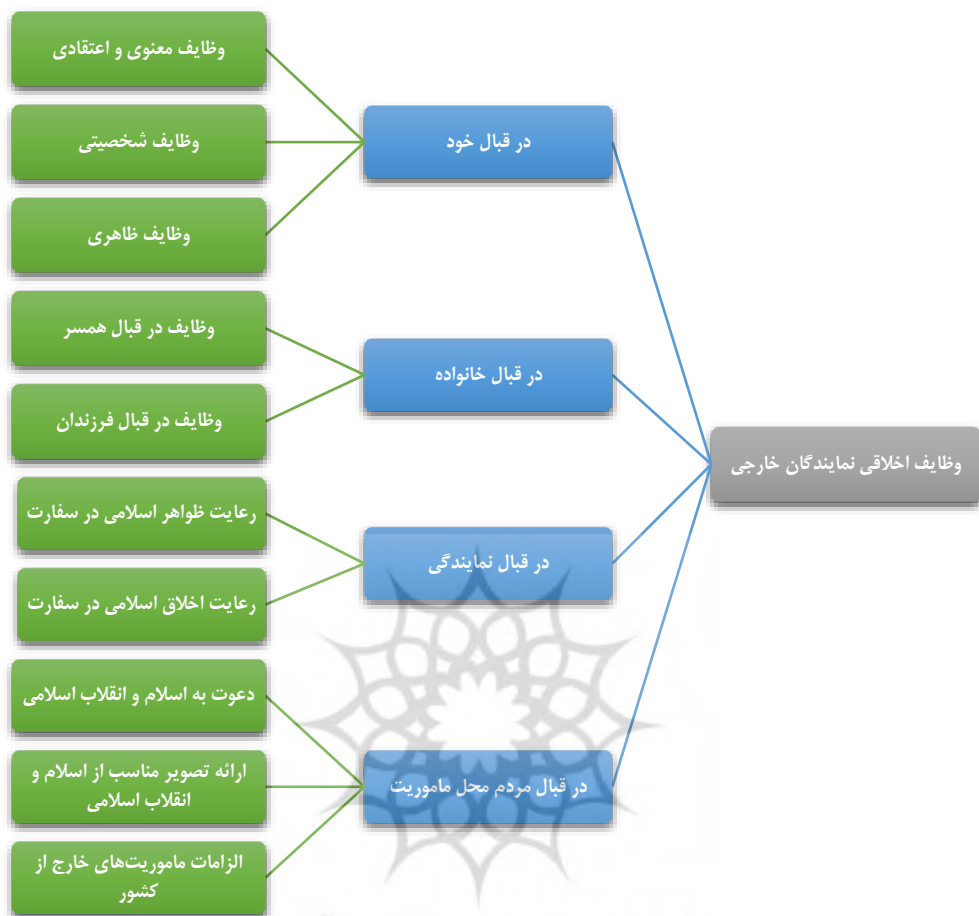 وظایف اخلاقی نمایندگان خارجی
در قبال خود
وظایف معنوی و اعتقادی
وظایف شخصیتی
وظایف ظاهری
در قبال خانواده
وظایف در قبال همسر
وظایف در قبال فرزندان
در قبال نمایندگی
رعایت ظواهر اسلامی در سفارت
رعایت اخلاق اسلامی در سفارت
در قبال مردم محل ماموریت
دعوت به اسلام و انقلاب اسلامی
ارائه تصویر مناسب از اسلام و
انقلاب اسلامی
الزامات ماموریت‌های خارج از
کشور